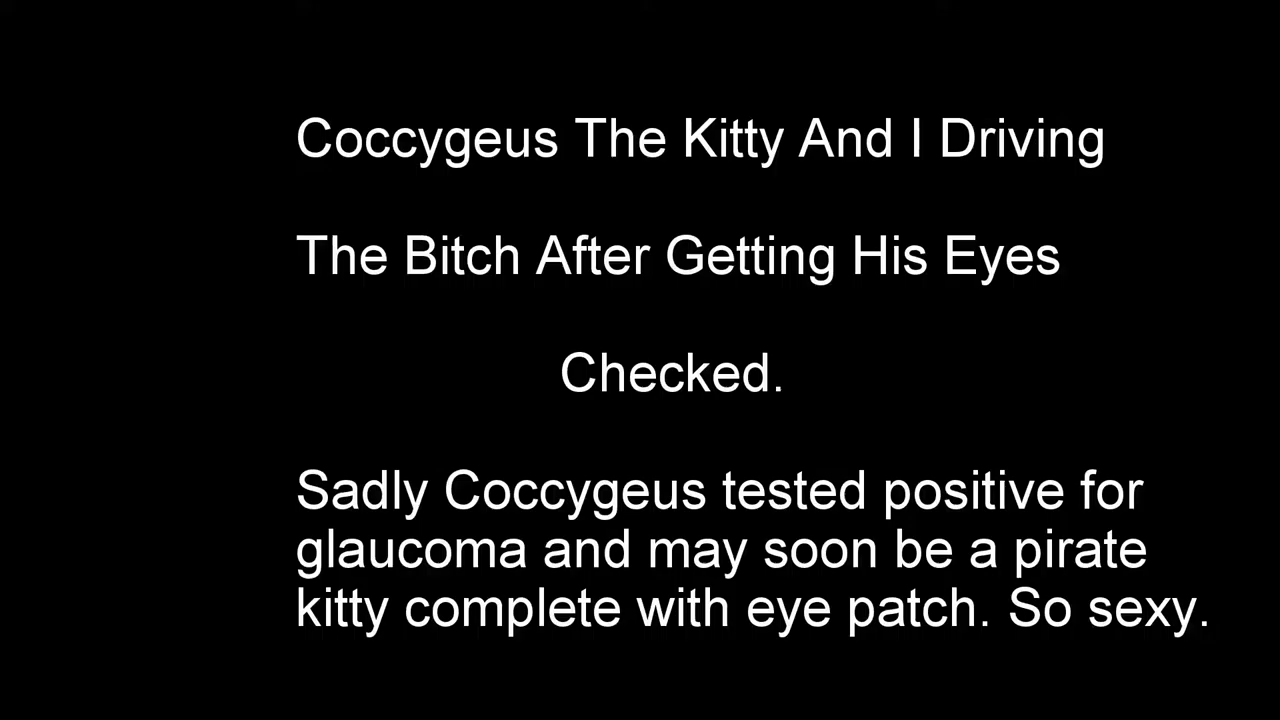 Coccygeus The Kitty And I Driving
The Bitch After Getting His Eyes
Checked.
Sadly Coccygeus tested positive for
glaucoma and may soon be a pirate
kitty complete with eye patch. So sexy.